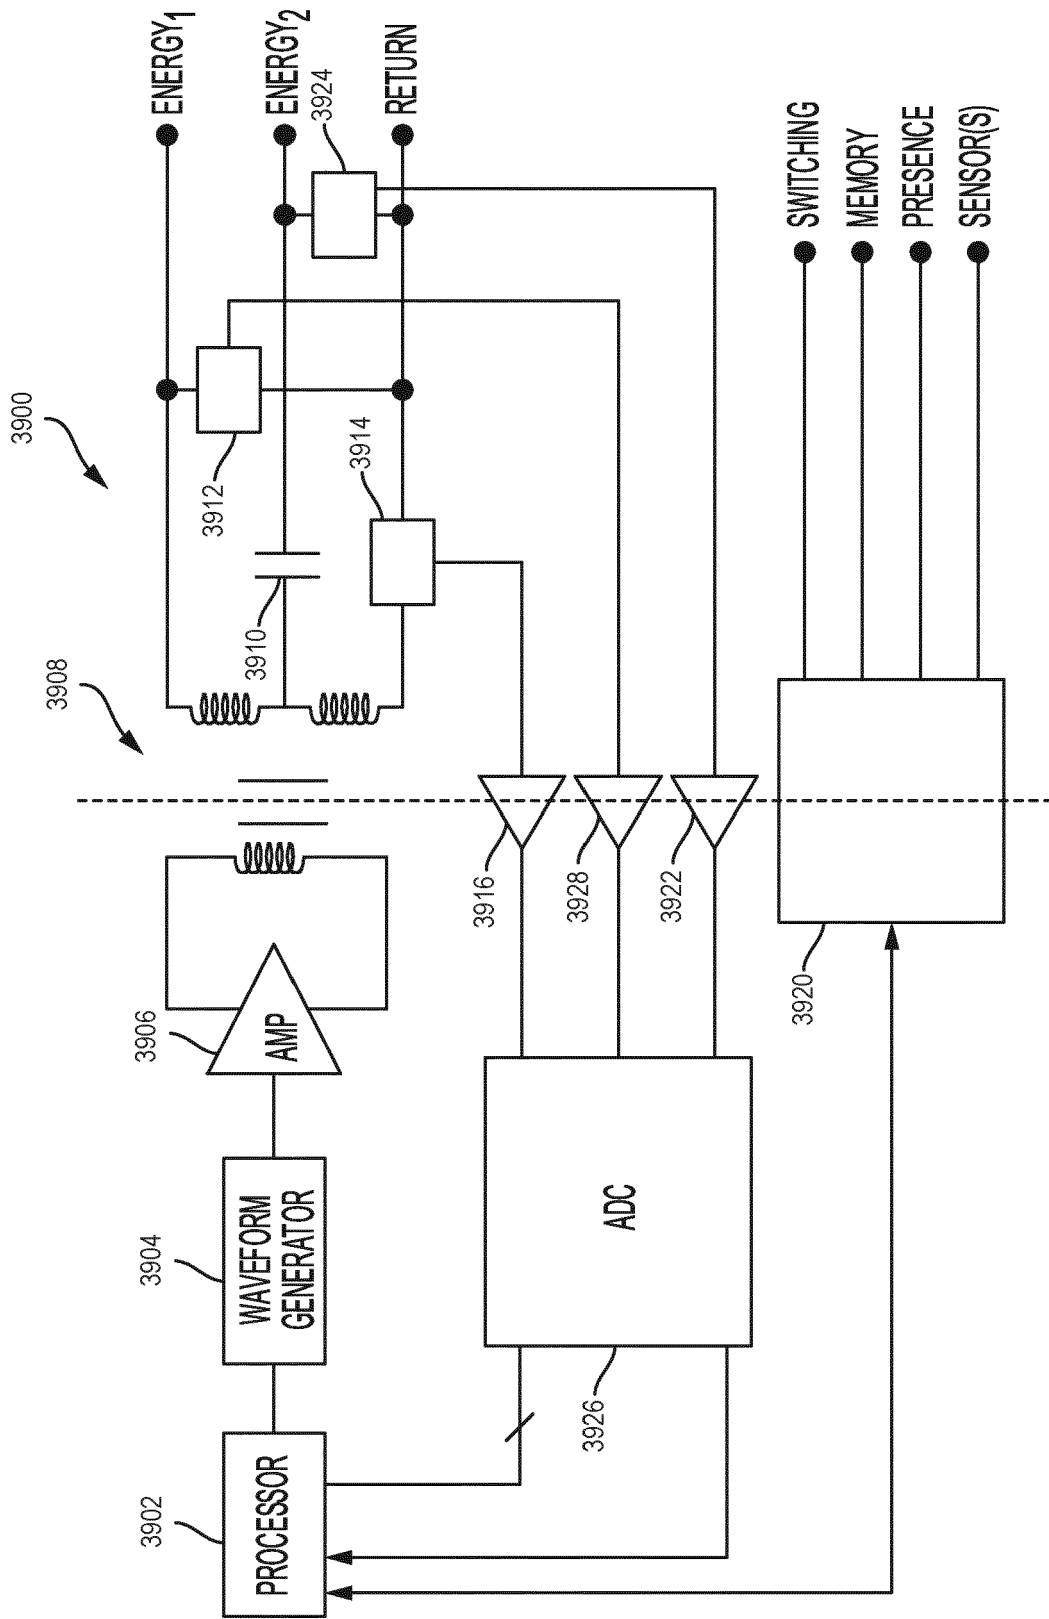 3900
3908
3902
PROCESSOR
3904
WAVEFORM
GENERATOR
3906
AMP
3910
3912
3914
3924
ENERGY1
ENERGY2
RETURN
3926
ADC
3916
3928
3922
3920
SWITCHING
MEMORY
PRESENCE
SENSOR(S)